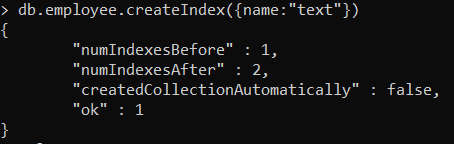 > db.employee.createIndex({name:"text"})
{
        "numIndexesBefore" : 1,
        "numIndexesAfter" : 2,
        "createdCollectionAutomatically" : false,
        "ok" : 1
}